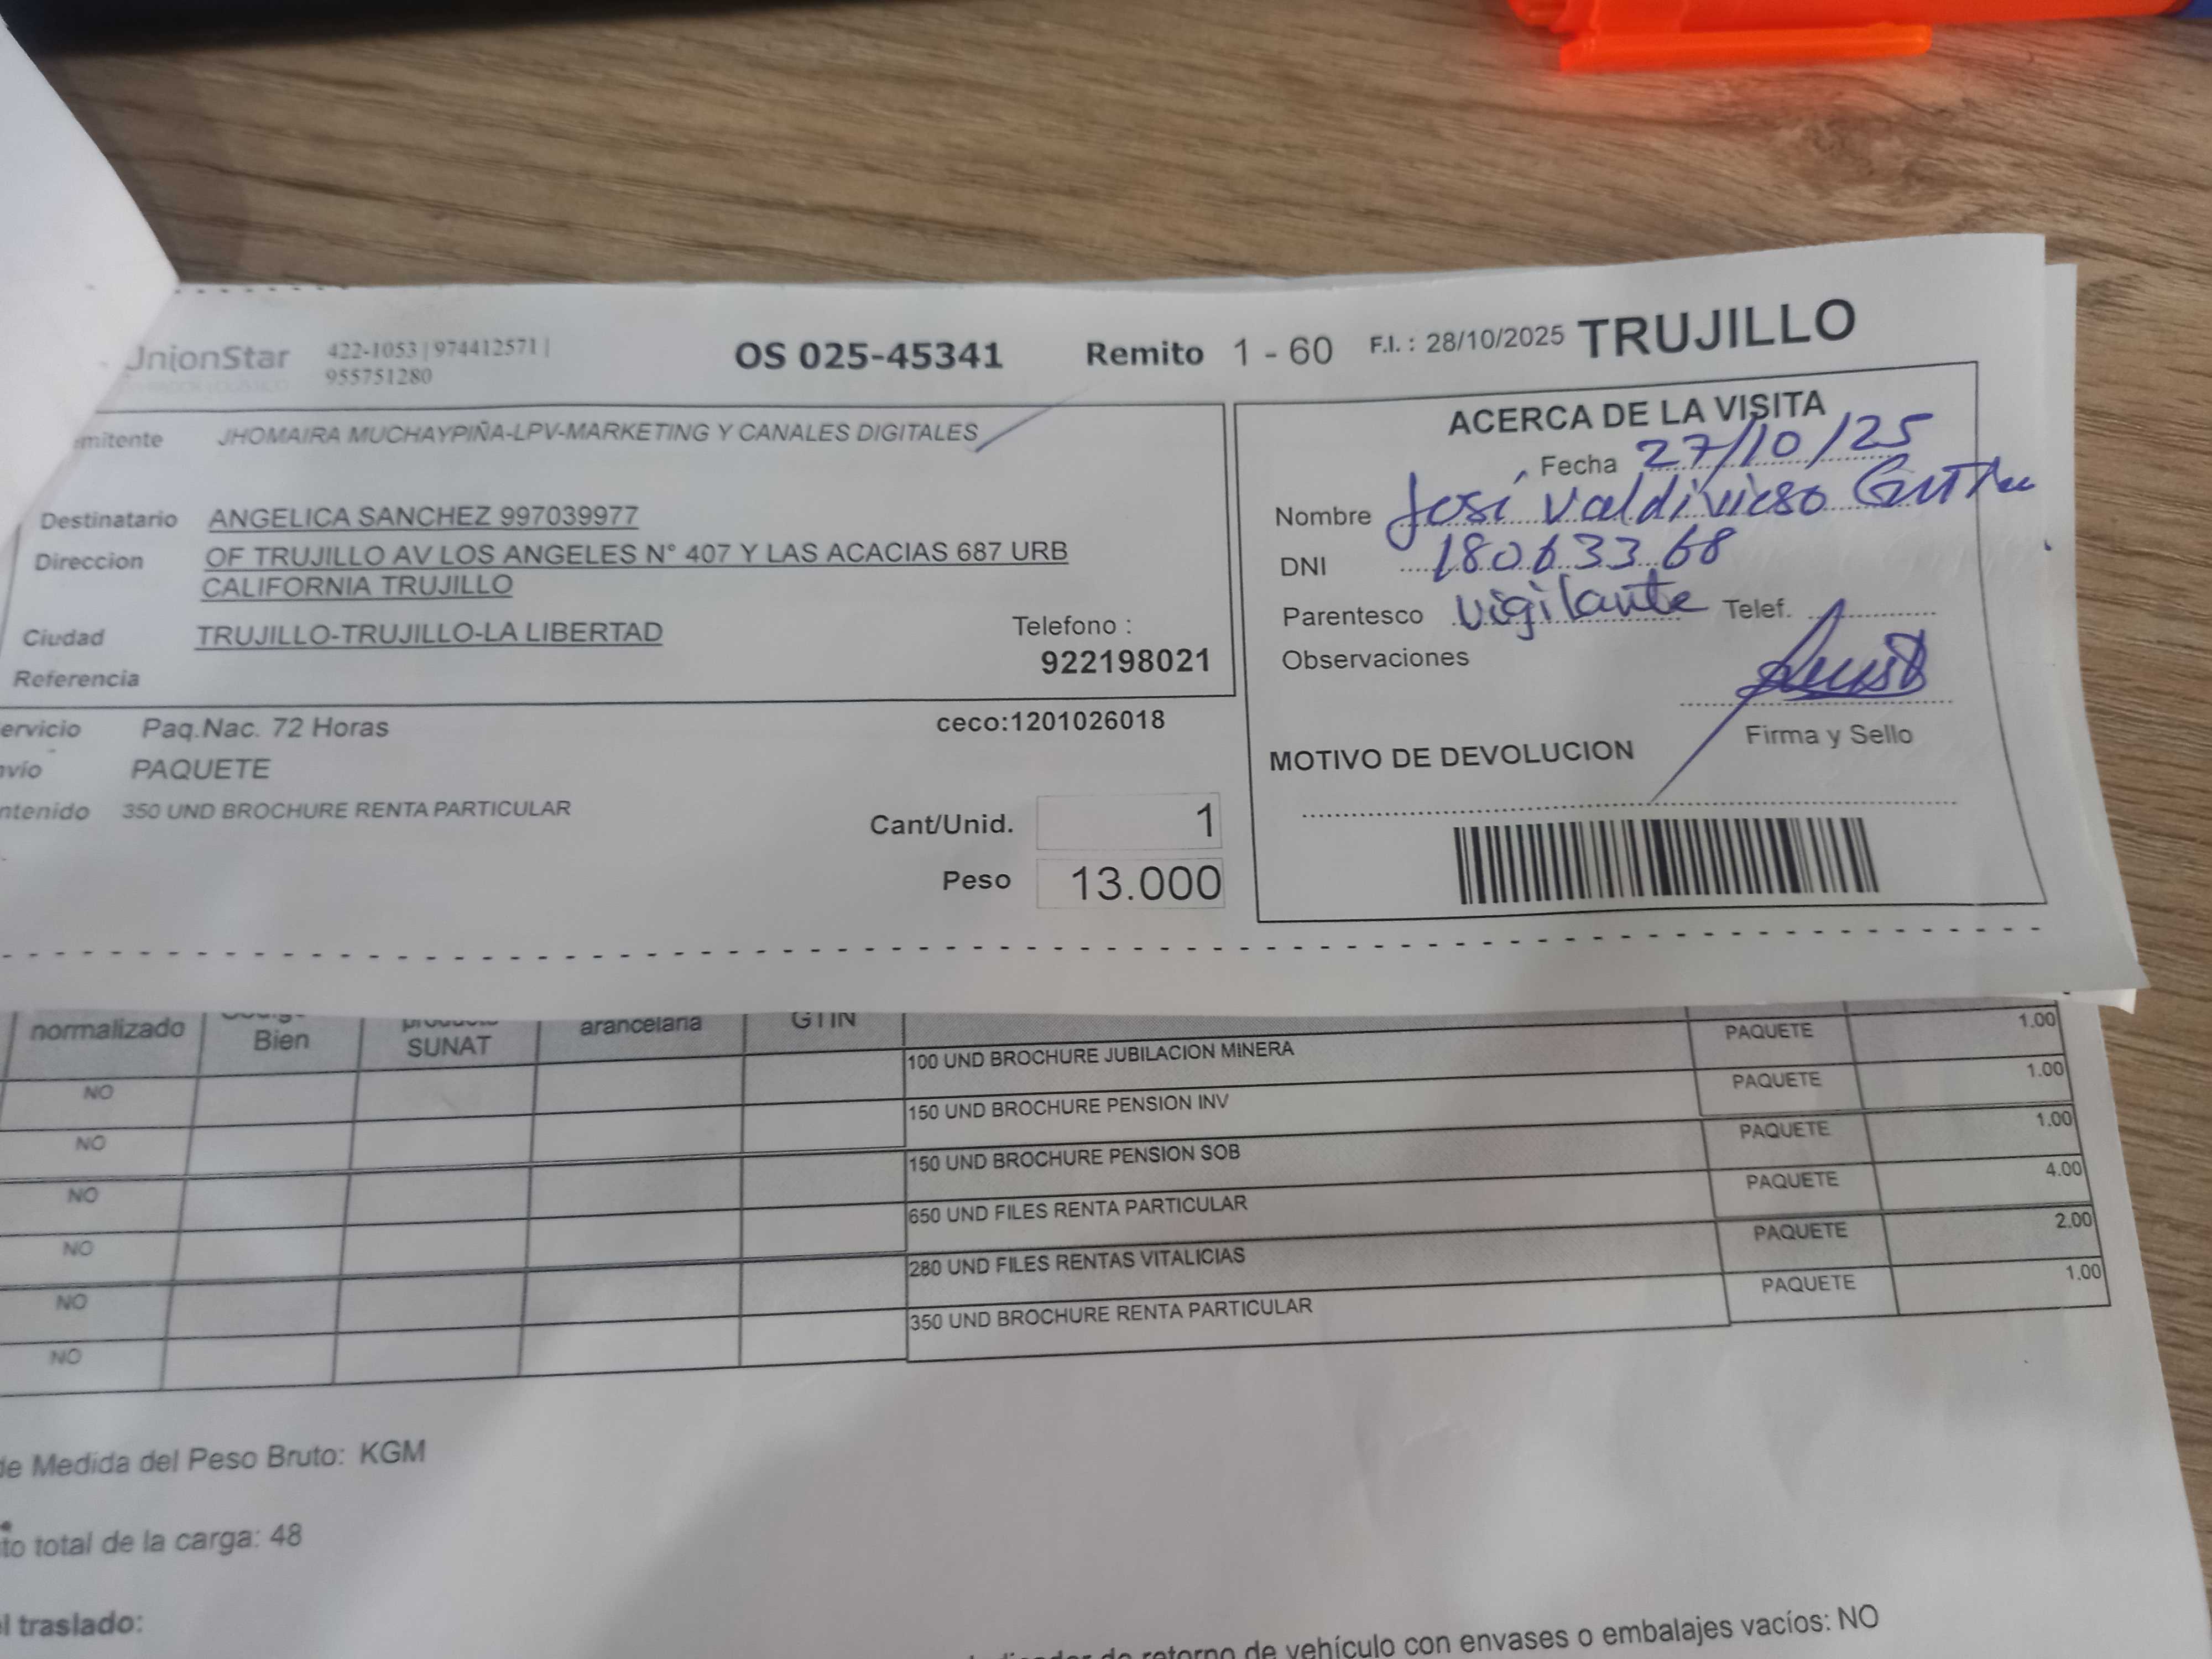 UnionStar
422-1053 | 974412571 |
955751280
OS 025-45341
Remito 1 - 60
F.I. : 28/10/2025 TRUJILLO
mitente JHOMAIRA MUCHAYPIÑA-LPV-MARKETING Y CANALES DIGITALES
Destinatario ANGELICA SANCHEZ 997039977
Direccion OF TRUJILLO AV LOS ANGELES N° 407 Y LAS ACACIAS 687 URB
CALIFORNIA TRUJILLO
Ciudad TRUJILLO-TRUJILLO-LA LIBERTAD
Telefono :
922198021
Referencia
ervicio Paq.Nac. 72 Horas
ceco:1201026018
nvío PAQUETE
ntenido 350 UND BROCHURE RENTA PARTICULAR
Cant/Unid. 1
Peso 13.000
ACERCA DE LA VISITA
Fecha 27/10/25
Nombre José Valdivieso
DNI 18063368
Parentesco vigilante Telef.
Observaciones
Firma y Sello
MOTIVO DE DEVOLUCION
normalizado Bien SUNAT arancelaria GTIN
NO 100 UND BROCHURE JUBILACION MINERA PAQUETE 1.00
NO 150 UND BROCHURE PENSION INV PAQUETE 1.00
NO 150 UND BROCHURE PENSION SOB PAQUETE 1.00
NO 650 UND FILES RENTA PARTICULAR PAQUETE 4.00
NO 280 UND FILES RENTAS VITALICIAS PAQUETE 2.00
NO 350 UND BROCHURE RENTA PARTICULAR PAQUETE 1.00
de Medida del Peso Bruto: KGM
to total de la carga: 48
l traslado:
de retorno de vehículo con envases o embalajes vacíos: NO